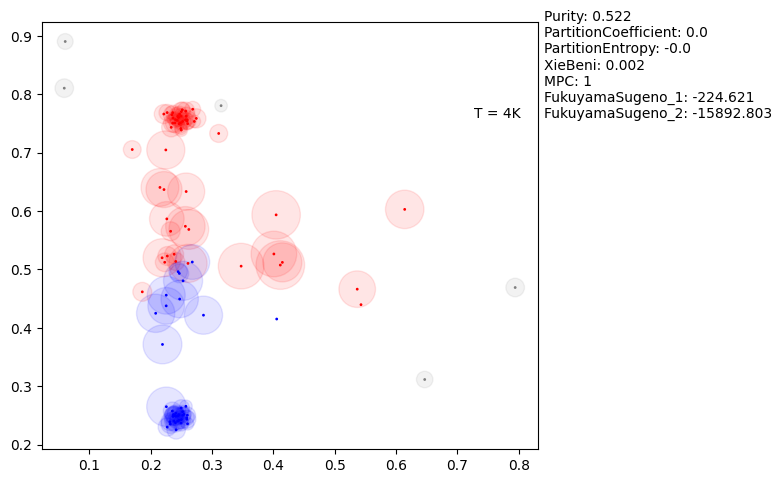 Purity: 0.522
PartitionCoefficient: 0.0
PartitionEntropy: -0.0
XieBeni: 0.002
MPC: 1
FukuyamaSugeno_1: -224.621
FukuyamaSugeno_2: -15892.803
T = 4K
0.9
0.8
0.7
0.6
0.5
0.4
0.3
0.2
0.1 0.2 0.3 0.4 0.5 0.6 0.7 0.8